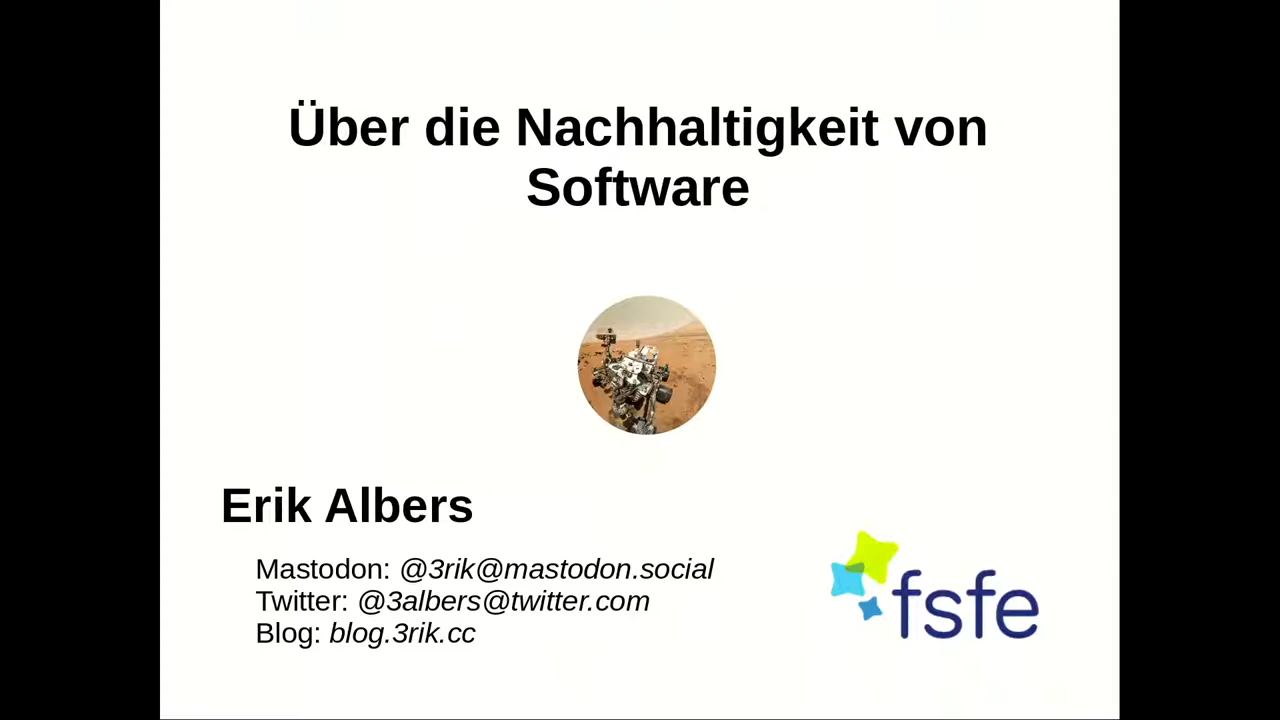 Über die Nachhaltigkeit von
Software
Erik Albers
Mastodon: @3rik@mastodon.social
Twitter: @3albers@twitter.com
Blog: blog.3rik.cc
fsfe